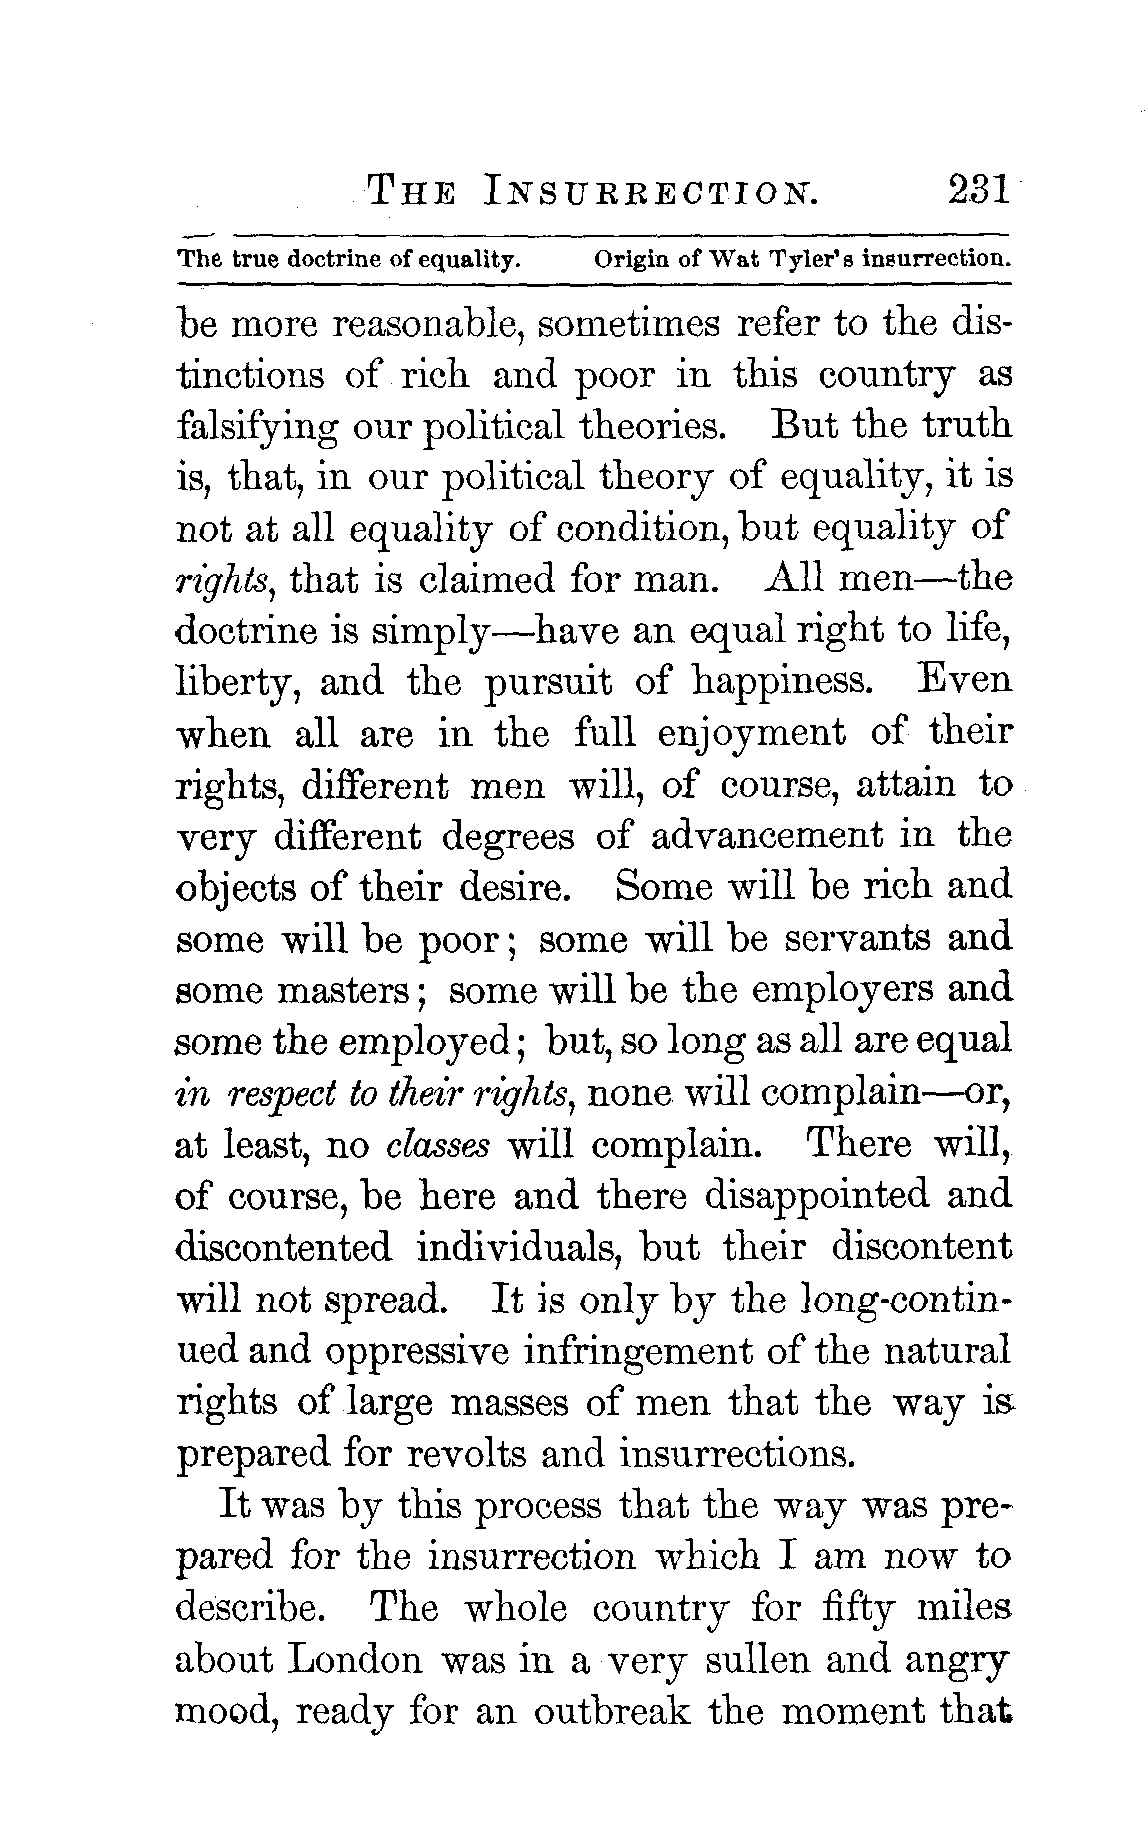 THE INSURRECTION. 231
The true doctrine of equality. Origin of Wat Tyler's insurrection.
be more reasonable, sometimes refer to the dis-
tinctions of rich and poor in this country as
falsifying our political theories. But the truth
is, that, in our political theory of equality, it is
not at all equality of condition, but equality of
rights, that is claimed for man. All men—the
doctrine is simply—have an equal right to life,
liberty, and the pursuit of happiness. Even
when all are in the full enjoyment of their
rights, different men will, of course, attain to
very different degrees of advancement in the
objects of their desire. Some will be rich and
some will be poor; some will be servants and
some masters; some will be the employers and
some the employed; but, so long as all are equal
in respect to their rights, none will complain—or,
at least, no classes will complain. There will,
of course, be here and there disappointed and
discontented individuals, but their discontent
will not spread. It is only by the long-contin-
ued and oppressive infringement of the natural
rights of large masses of men that the way is
prepared for revolts and insurrections.
It was by this process that the way was pre-
pared for the insurrection which I am now to
describe. The whole country for fifty miles
about London was in a very sullen and angry
mood, ready for an outbreak the moment that